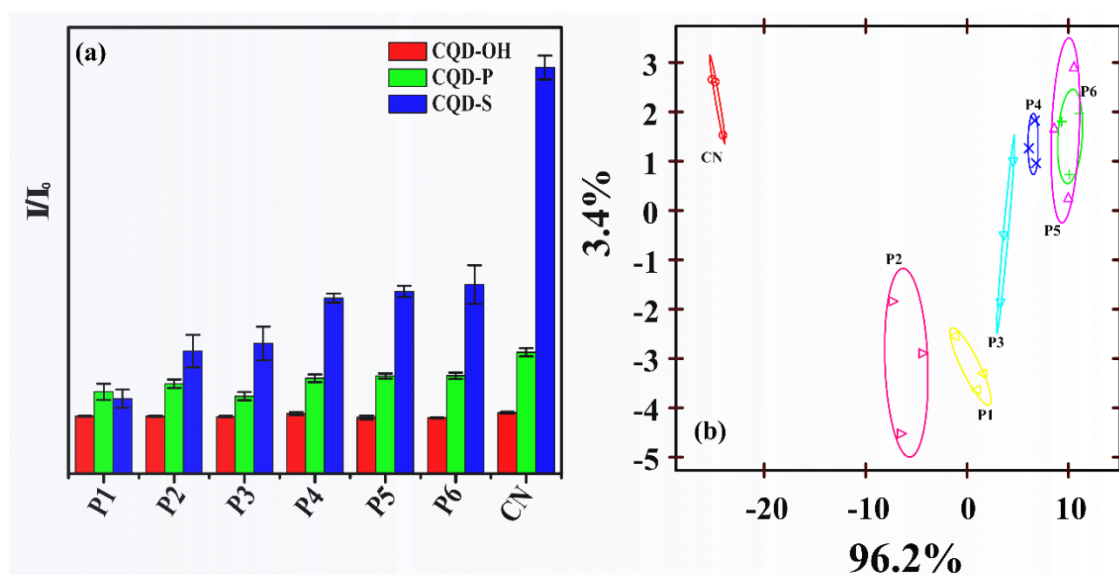 (a)
CQD-OH
CQD-P
CQD-S
I/I₀
P1
P2
P3
P4
P5
P6
CN
3
2
1
0
-1
-2
-3
-4
-5
3.4%
CN
P4
P6
P5
P2
P3
P1
(b)
-20
-10
0
10
96.2%